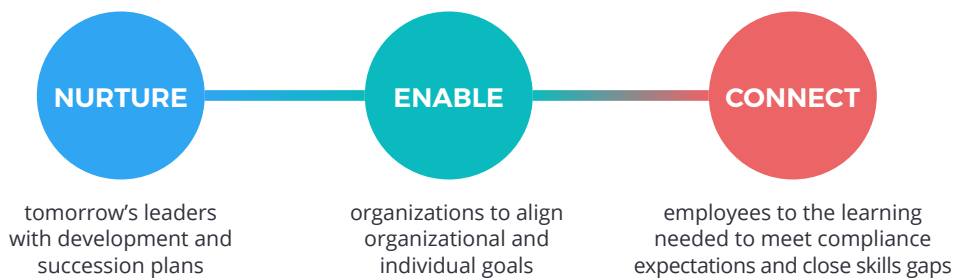 NURTURE
tomorrow’s leaders
with development and
succession plans
ENABLE
organizations to align
organizational and
individual goals
CONNECT
employees to the learning
needed to meet compliance
expectations and close skills gaps